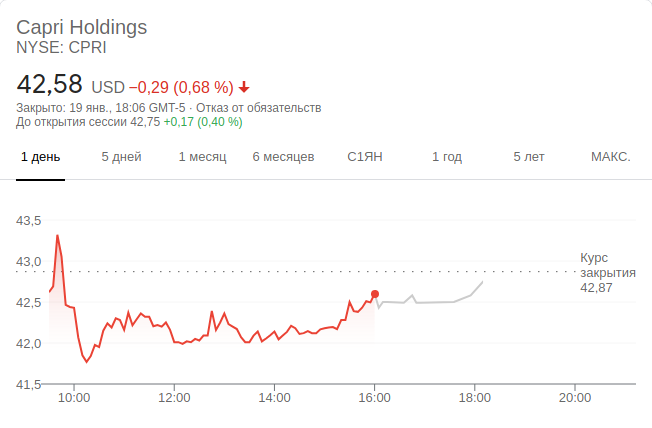 Capri Holdings
NYSE: CPRI
42,58 USD −0,29 (0,68 %)
Закрыто: 19 янв., 18:06 GMT-5 · Отказ от обязательств
До открытия сессии 42,75 +0,17 (0,40 %)
1 день 5 дней 1 месяц 6 месяцев С1ЯН 1 год 5 лет МАКС.
43,5
43,0
42,5
42,0
41,5
Курс
закрытия
42,87
10:00 12:00 14:00 16:00 18:00 20:00